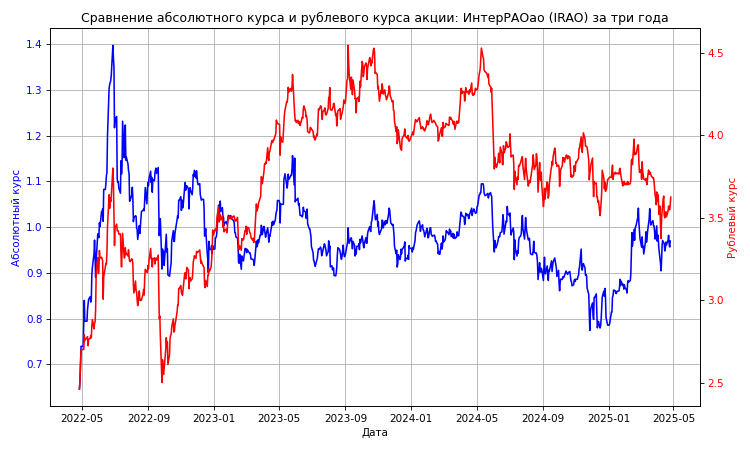 Сравнение абсолютного курса и рублевого курса акции: ИнтерРАОао (IRAO) за три года
1.4
1.3
1.2
1.1
1.0
0.9
0.8
0.7
Абсолютный курс
4.5
4.0
3.5
3.0
2.5
Рублевый курс
2022-05 2022-09 2023-01 2023-05 2023-09 2024-01 2024-05 2024-09 2025-01 2025-05
Дата